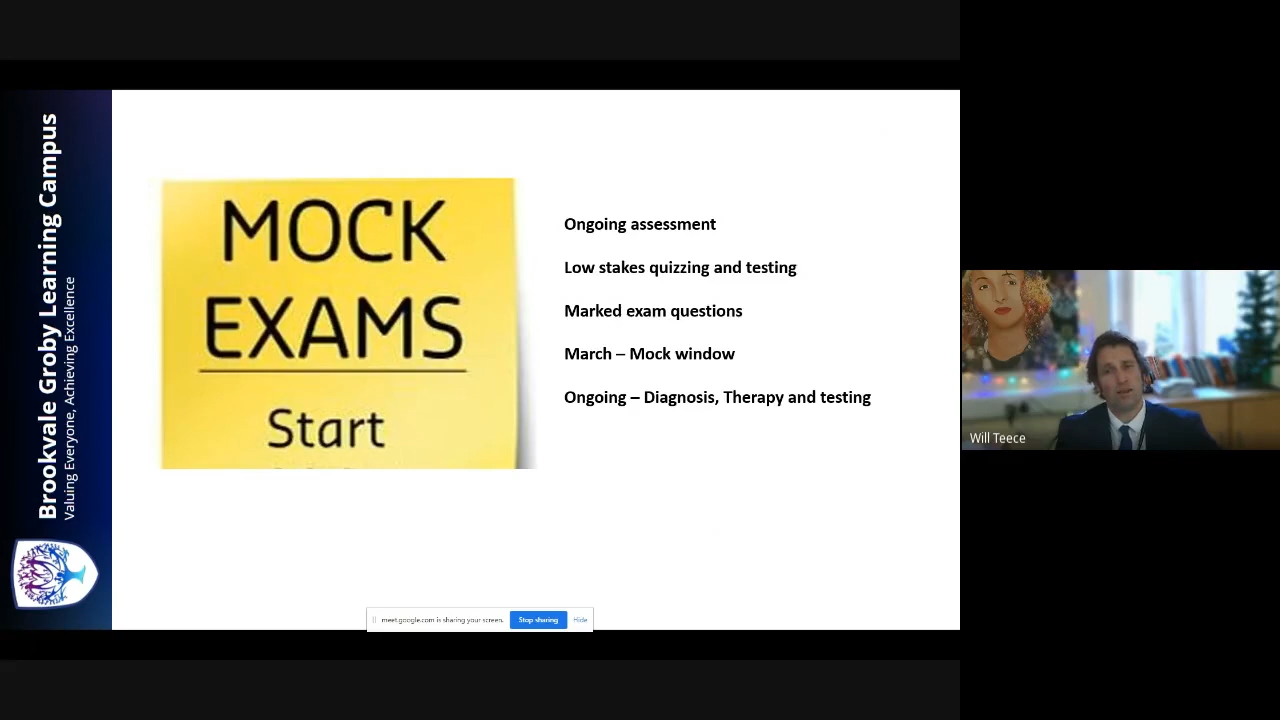 Brookvale Groby Learning Campus
Valuing Everyone, Achieving Excellence
MOCK
EXAMS
Start
Ongoing assessment
Low stakes quizzing and testing
Marked exam questions
March – Mock window
Ongoing – Diagnosis, Therapy and testing
Will Teece
meet.google.com is sharing your screen.
Stop sharing
Hide